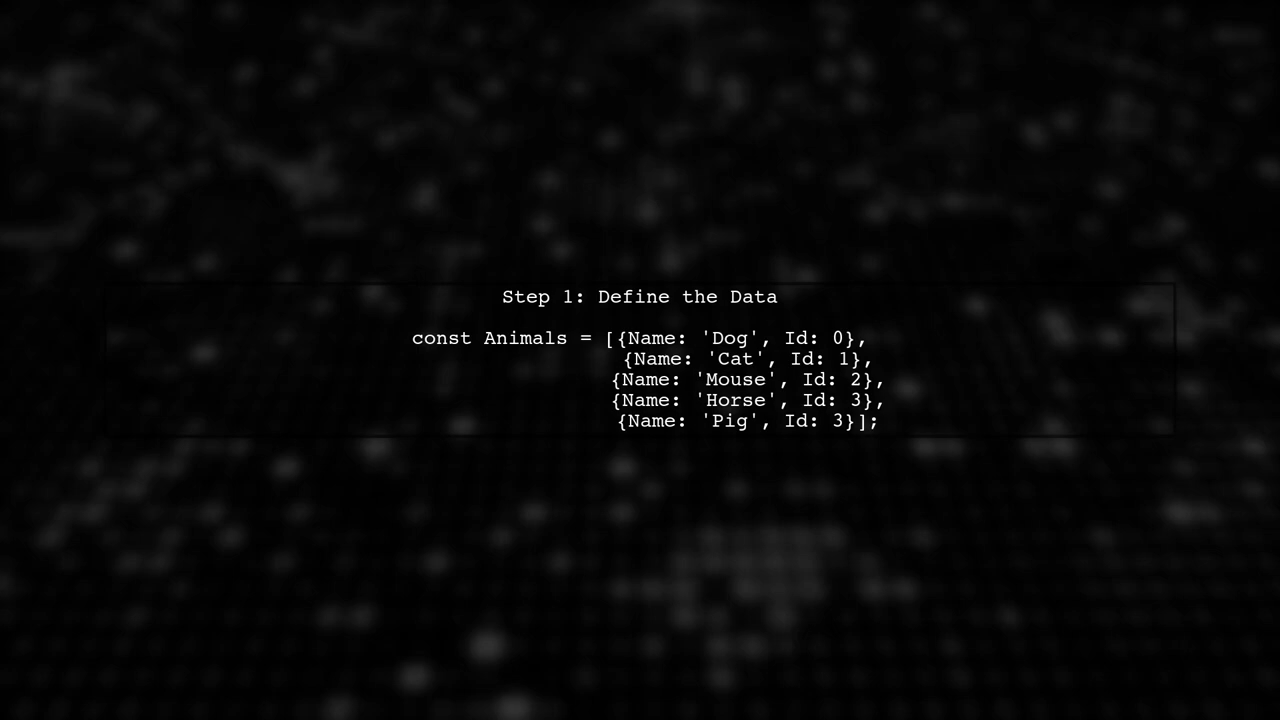 Step 1: Define the Data
const Animals = [{Name: 'Dog', Id: 0},
{Name: 'Cat', Id: 1},
{Name: 'Mouse', Id: 2},
{Name: 'Horse', Id: 3},
{Name: 'Pig', Id: 3}];